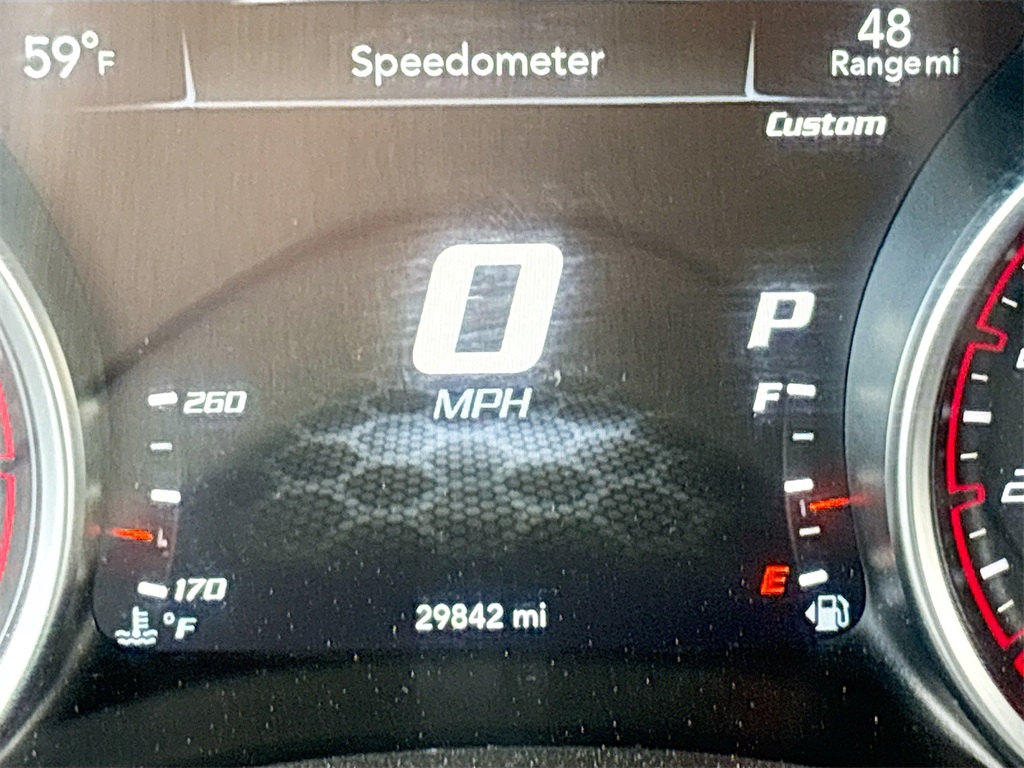 59°F
Speedometer
48
Range mi
Custom
0
MPH
P
260
F
170
E
°F
29842 mi